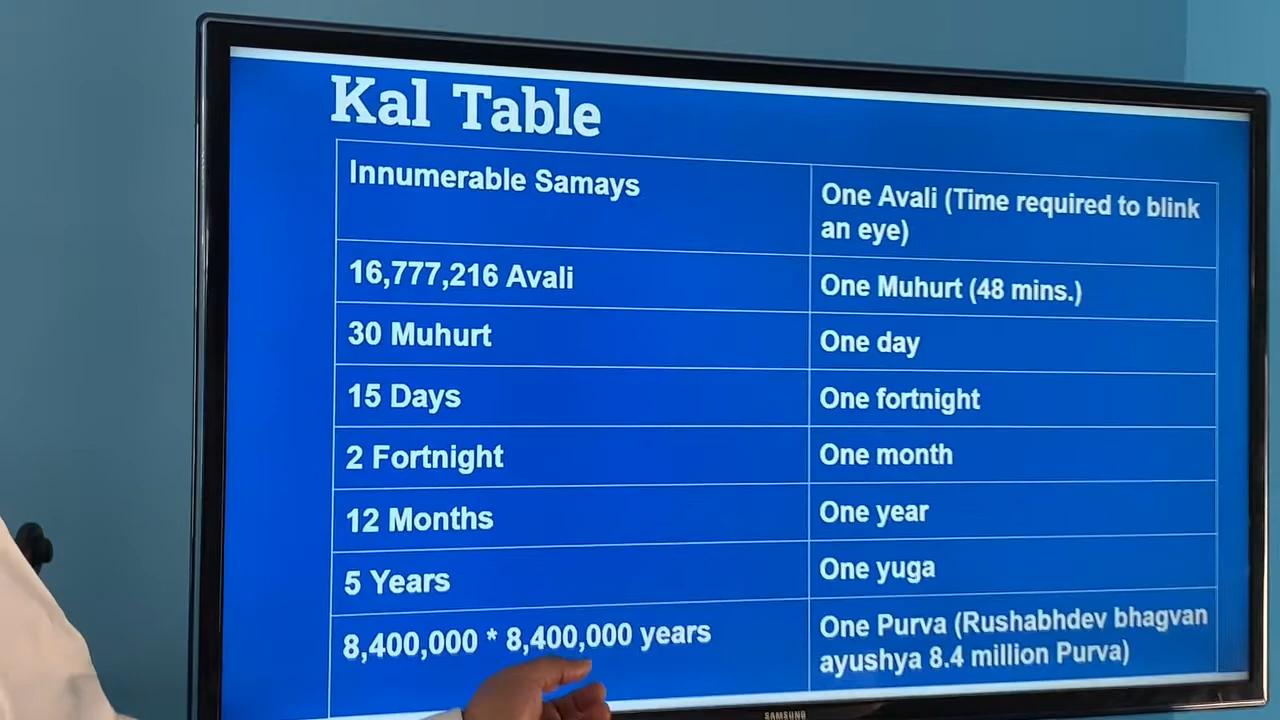 Kal Table
Innumerable Samays
One Avali (Time required to blink
an eye)
16,777,216 Avali
One Muhurt (48 mins.)
30 Muhurt
One day
15 Days
One fortnight
2 Fortnight
One month
12 Months
One year
5 Years
One yuga
8,400,000 * 8,400,000 years
One Purva (Rushabhdev bhagvan
ayushya 8.4 million Purva)
SAMSUNG